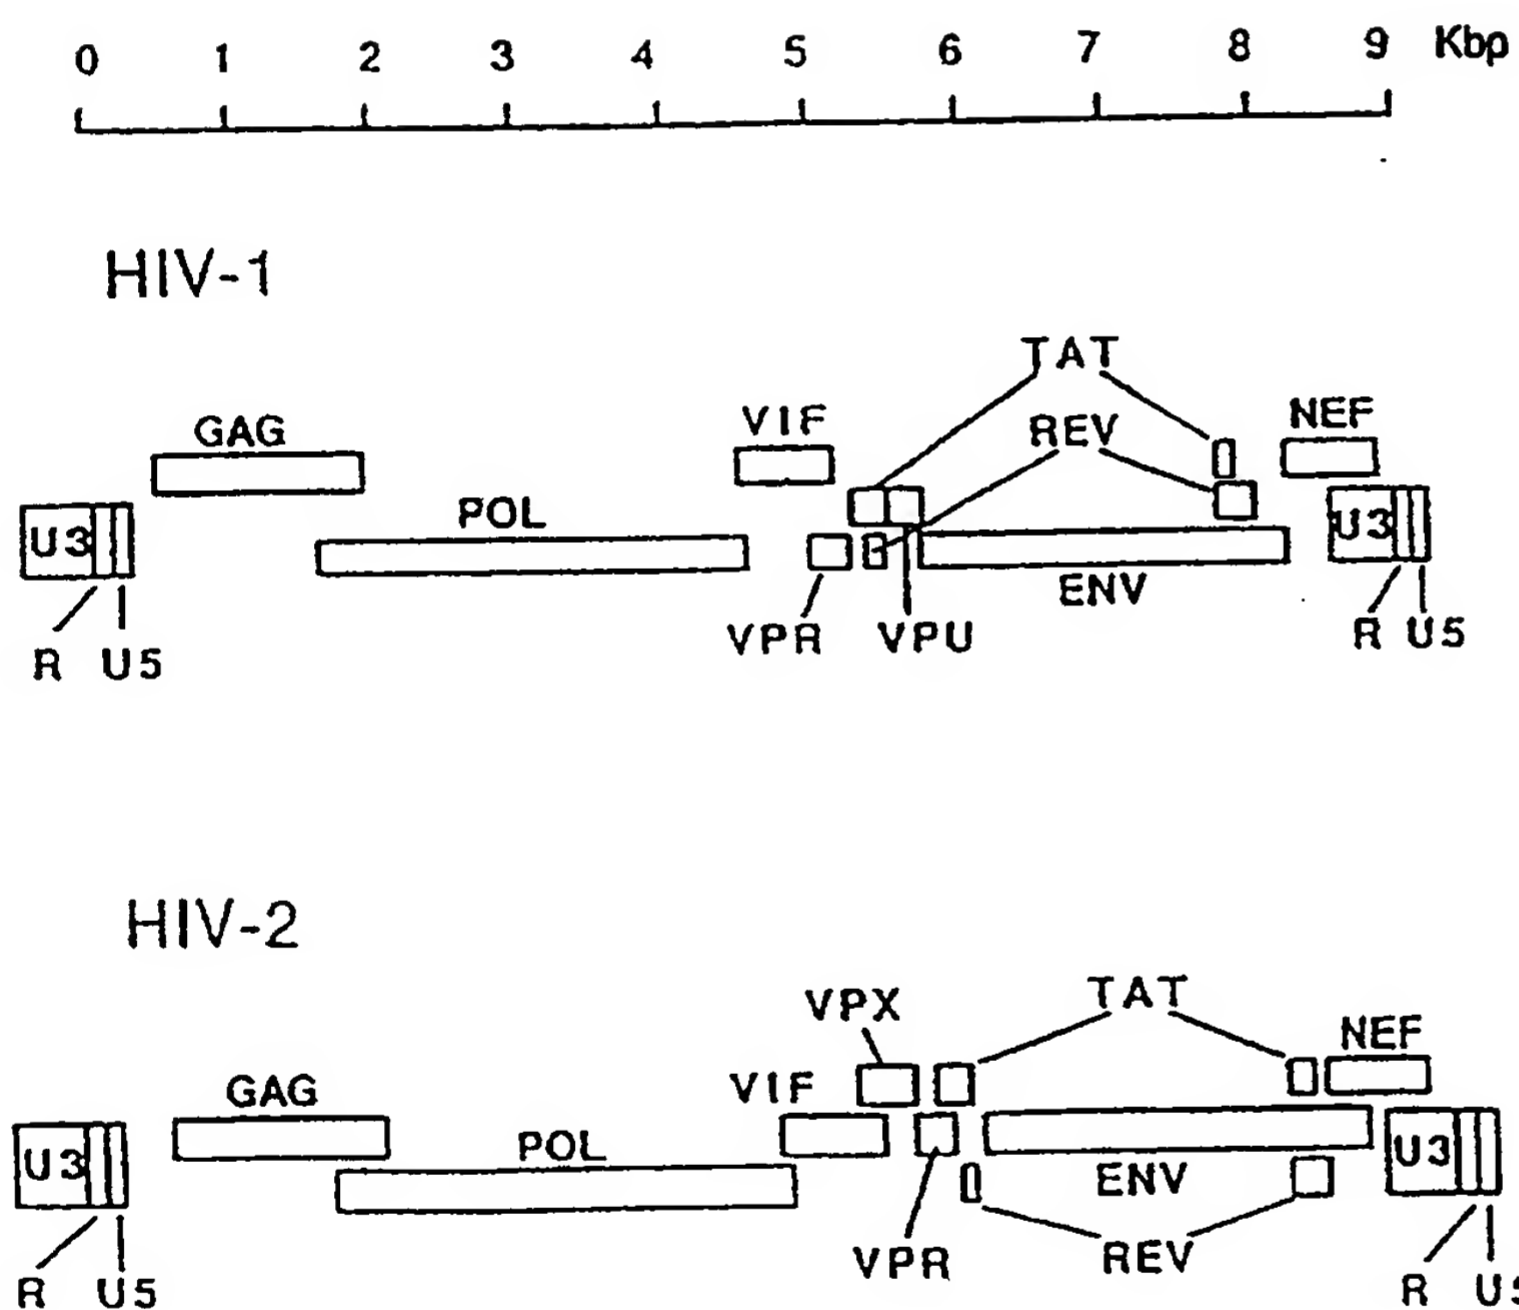 0 1 2 3 4 5 6 7 8 9 Kbp
HIV-1
TAT
GAG VIF REV NEF
U3 POL U3
ENV
VPR VPU R U5
R U5
HIV-2
VPX TAT
NEF
GAG VIF
U3 POL ENV U3
VPR REV
R U5 R U5